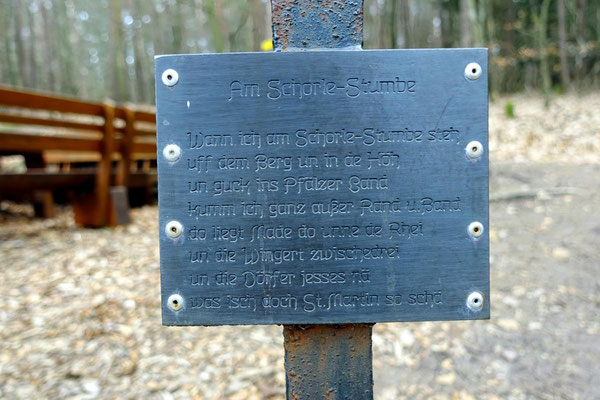 Am Schorle-Stumbe
Wann ich am Schorle-Stumbe steh
uff dem Berg un in de Höh
un guck ins Pfälzer Land
kumm ich ganz außer Rand u. Band
do liegt Made do unne de Rhei
un die Wingert zwischedrei
un die Dörfer jesses nä
was isch doch St. Martin so schä